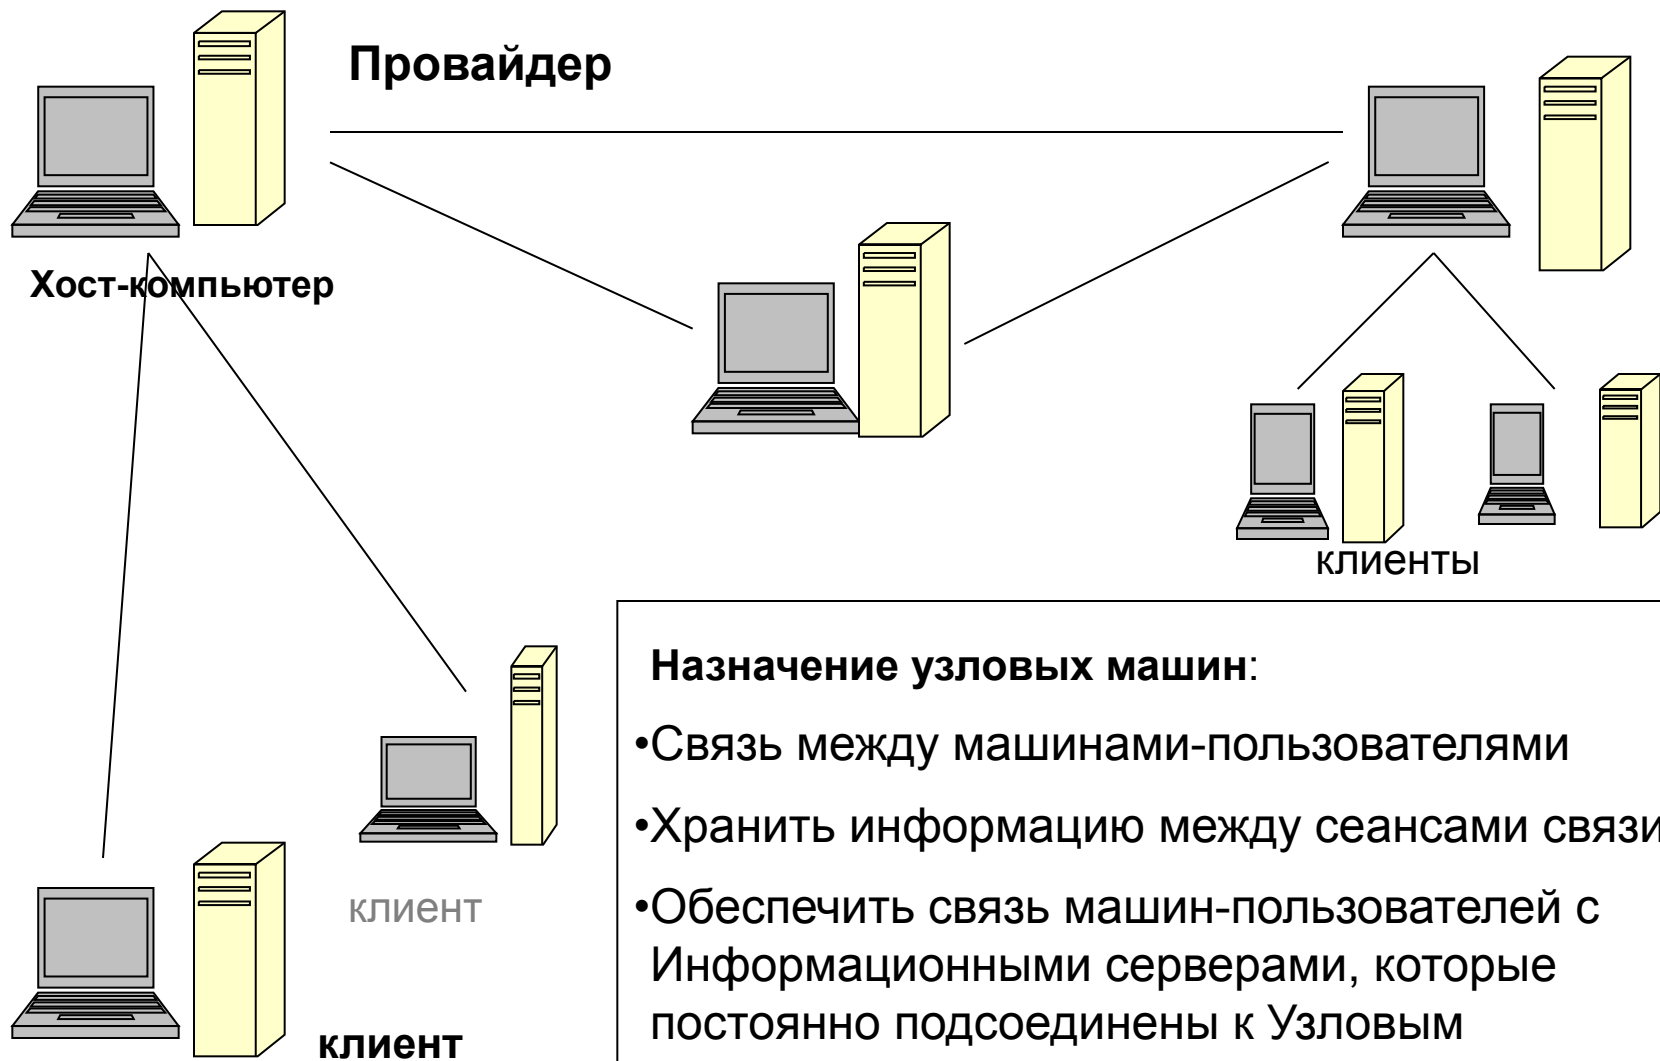 Провайдер
Хост-компьютер
клиенты
Назначение узловых машин:
•Связь между машинами-пользователями
•Хранить информацию между сеансами связи
клиент
•Обеспечить связь машин-пользователей с
Информационными серверами, которые
постоянно подсоединены к Узловым
клиент